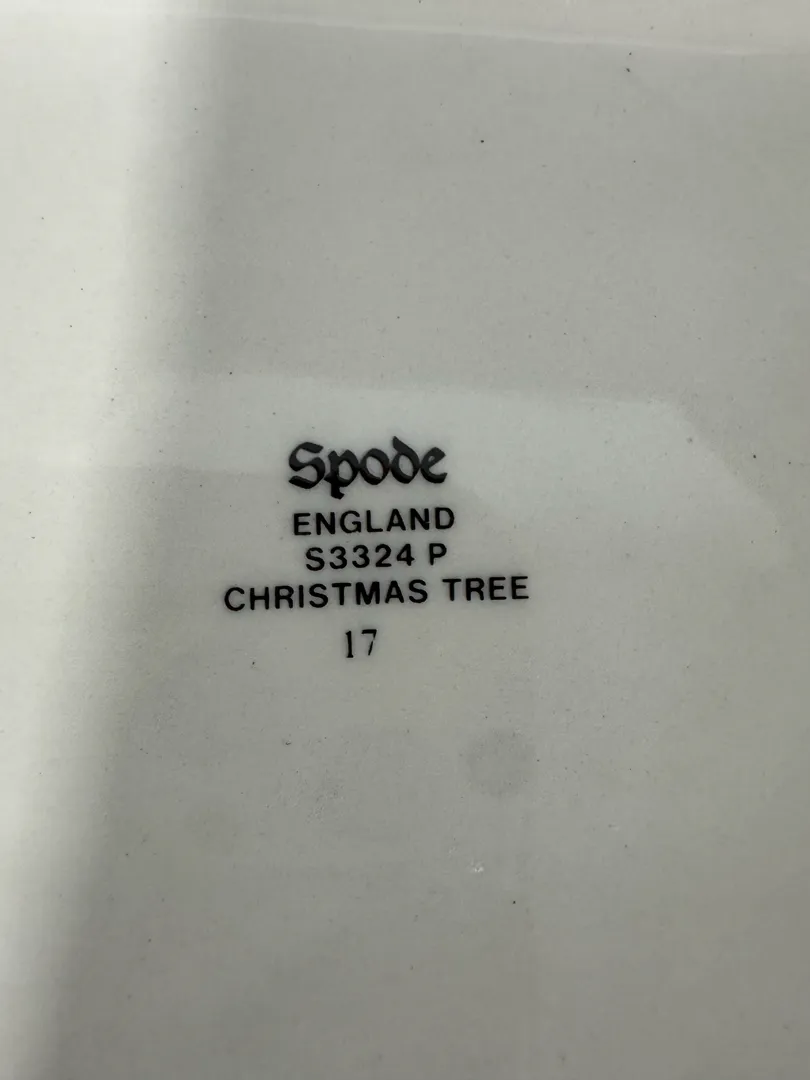 Spode
ENGLAND
S3324 P
CHRISTMAS TREE
17